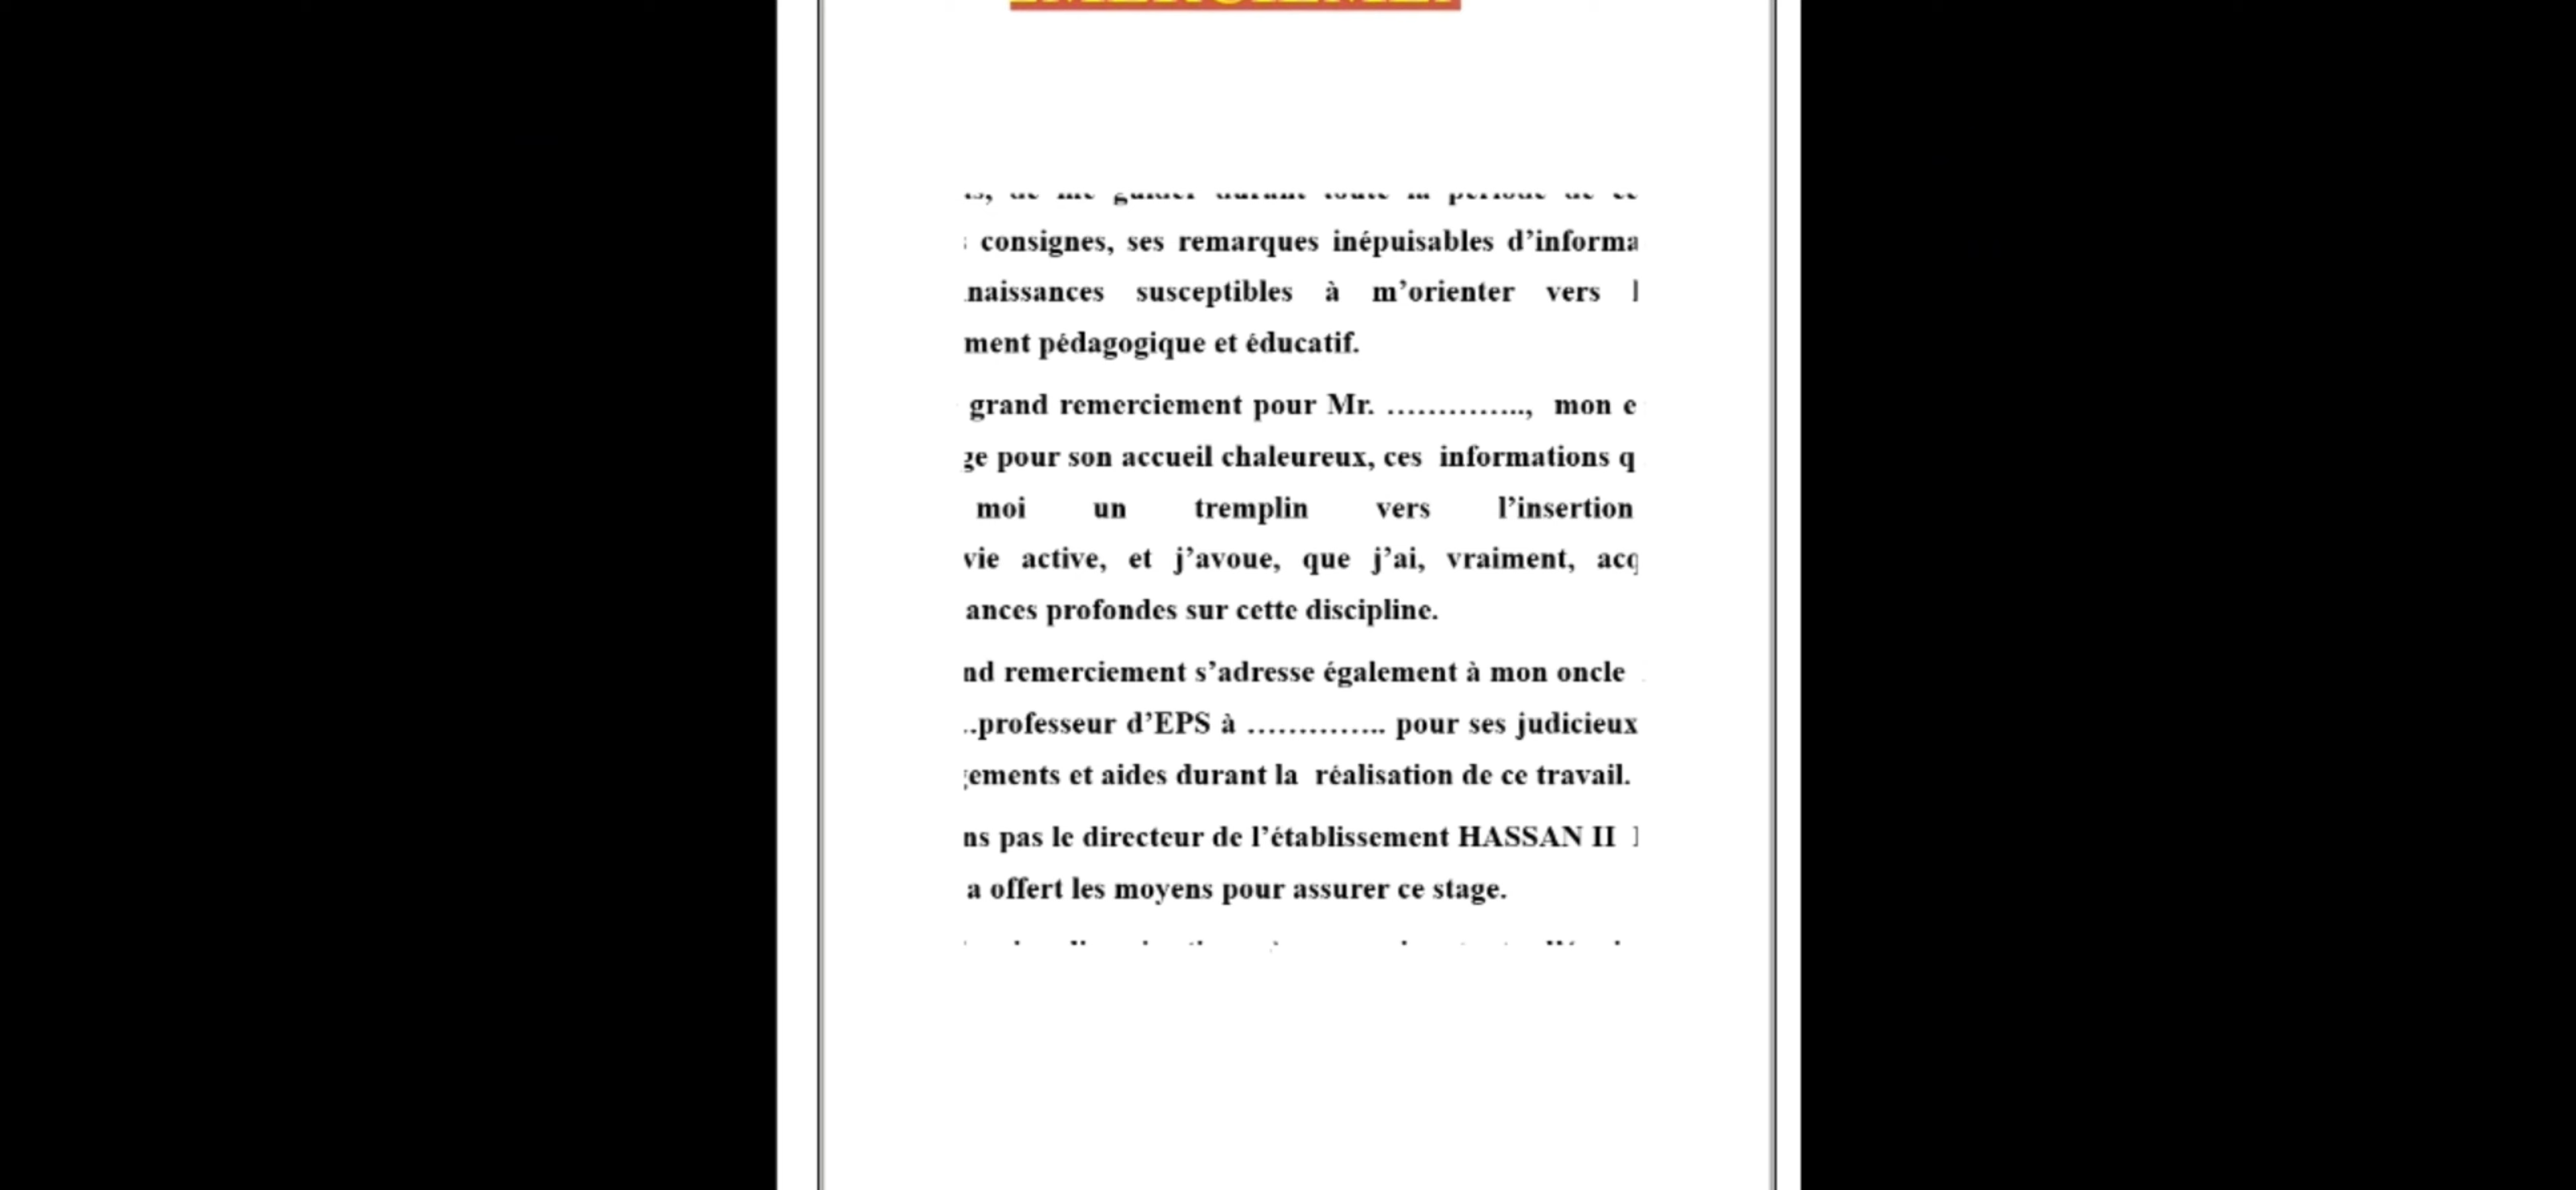 consignes, ses remarques inépuisables d’informa
naissances susceptibles à m’orienter vers l
ment pédagogique et éducatif.
grand remerciement pour Mr. ………….., mon e
ge pour son accueil chaleureux, ces informations q
moi un tremplin vers l’insertion
vie active, et j’avoue, que j’ai, vraiment, acq
ances profondes sur cette discipline.
nd remerciement s’adresse également à mon oncle
..professeur d’EPS à ………….. pour ses judicieux
gements et aides durant la réalisation de ce travail.
ns pas le directeur de l’établissement HASSAN II
a offert les moyens pour assurer ce stage.